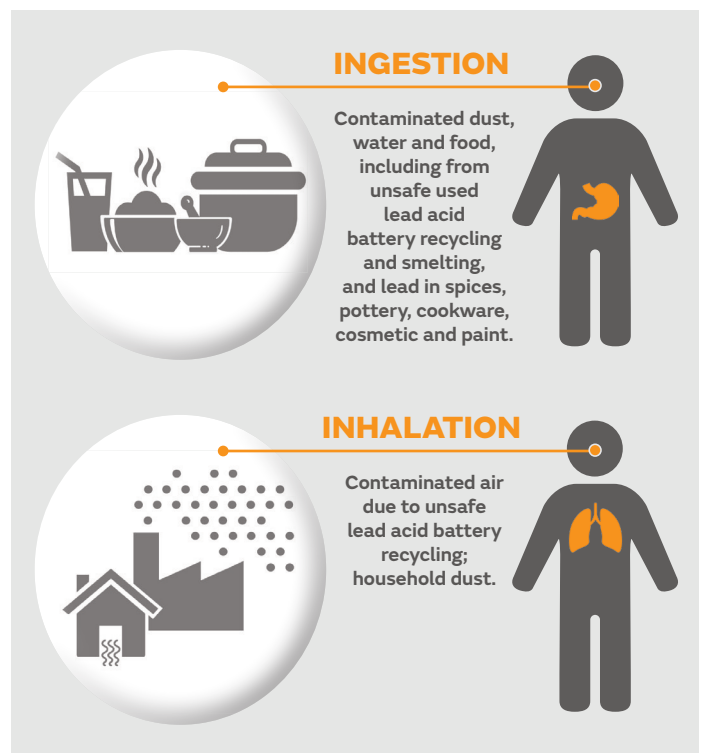 INGESTION
Contaminated dust,
water and food,
including from
unsafe used
lead acid
battery recycling
and smelting,
and lead in spices,
pottery, cookware,
cosmetic and paint.
INHALATION
Contaminated air
due to unsafe
lead acid battery
recycling;
household dust.